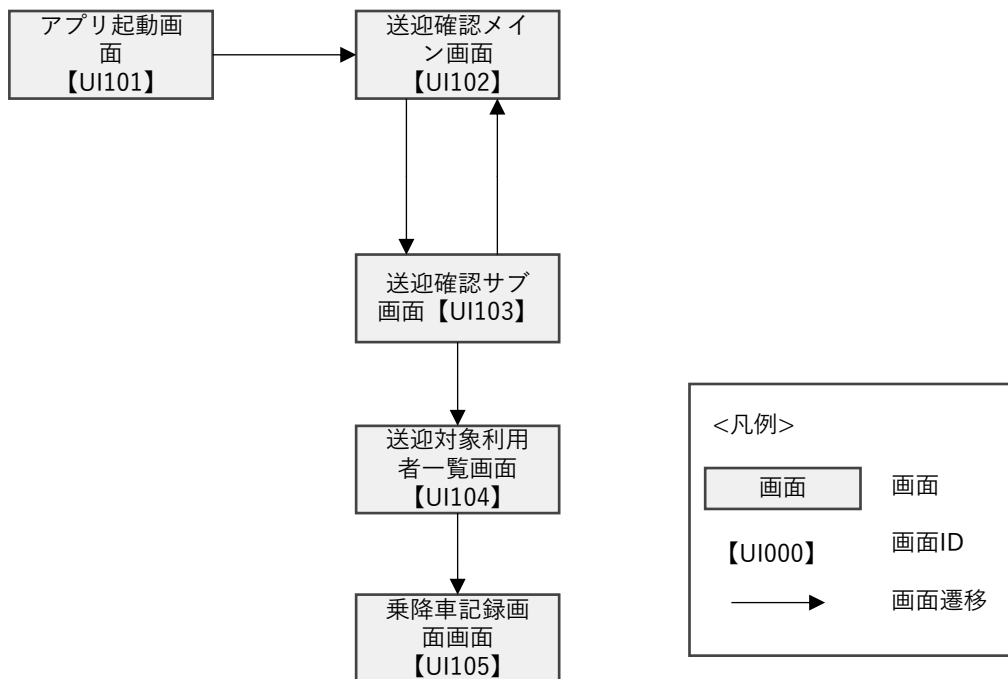 アプリ起動画
面
【UI101】
送迎確認メイ
ン画面
【UI102】
送迎確認サブ
画面【UI103】
送迎対象利用
者一覧画面
【UI104】
乗降車記録画
面画面
【UI105】
<凡例>
画面
画面
【UI000】
画面ID
画面遷移